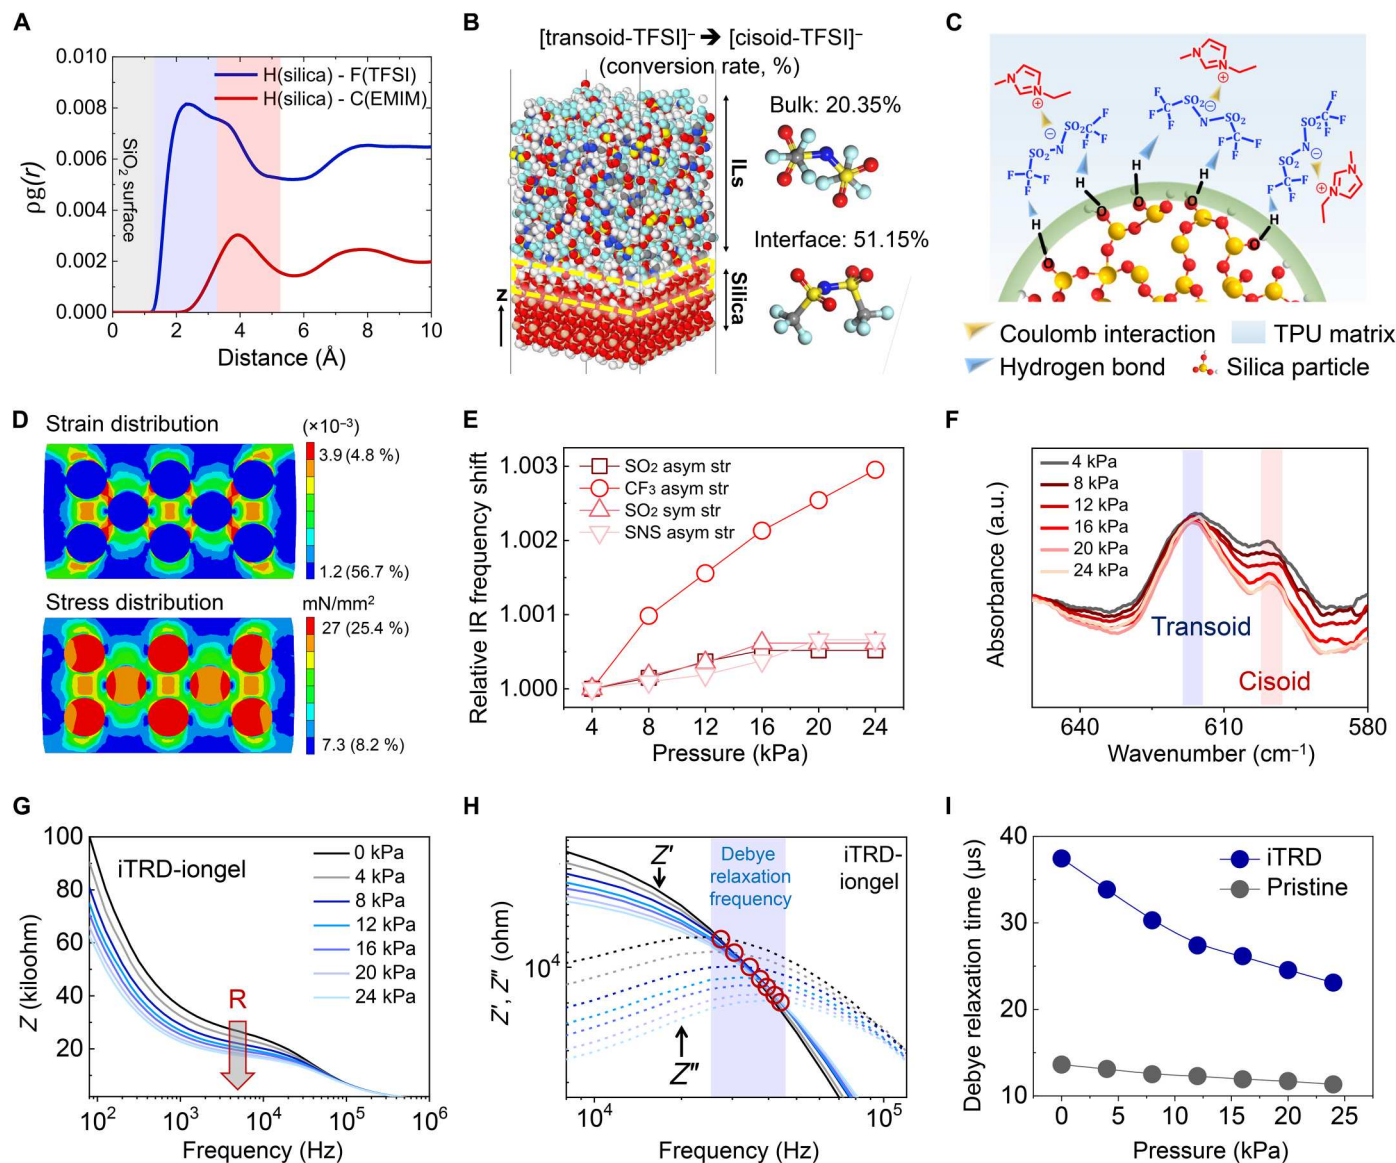 A
0.010
0.008
0.006
0.004
0.002
0.000
ρg(r)
SiO2 surface
H(silica) - F(TFSI)
H(silica) - C(EMIM)
0 2 4 6 8 10
Distance (Å)
B
[transoid-TFSI]– ➔ [cisoid-TFSI]–
(conversion rate, %)
Bulk: 20.35%
Interface: 51.15%
ILs
Silica
z
C
N N ⊕
N N ⊕
N N ⊕
F F F C SO2 N ⊖ SO2 CF3 F F
F F F C SO2 ⊖ N SO2 C F F F
F F F C SO2 N ⊖ SO2 C F F F
H H H H H
O O O O O
Coulomb interaction
TPU matrix
Hydrogen bond
Silica particle
D
Strain distribution
(×10–3)
3.9 (4.8 %)
1.2 (56.7 %)
Stress distribution
mN/mm2
27 (25.4 %)
7.3 (8.2 %)
E
1.003
1.002
1.001
1.000
Relative IR frequency shift
SO2 asym str
CF3 asym str
SO2 sym str
SNS asym str
4 8 12 16 20 24
Pressure (kPa)
F
Absorbance (a.u.)
4 kPa
8 kPa
12 kPa
16 kPa
20 kPa
24 kPa
Transoid
Cisoid
640 610 580
Wavenumber (cm–1)
G
100
80
60
40
20
Z (kiloohm)
iTRD-iongel
0 kPa
4 kPa
8 kPa
12 kPa
16 kPa
20 kPa
24 kPa
R
102 103 104 105 106
Frequency (Hz)
H
Z', Z'' (ohm)
104
Z'
Debye
relaxation
frequency
iTRD-
iongel
Z''
104 105
Frequency (Hz)
I
40
30
20
10
Debye relaxation time (µs)
iTRD
Pristine
0 5 10 15 20 25
Pressure (kPa)